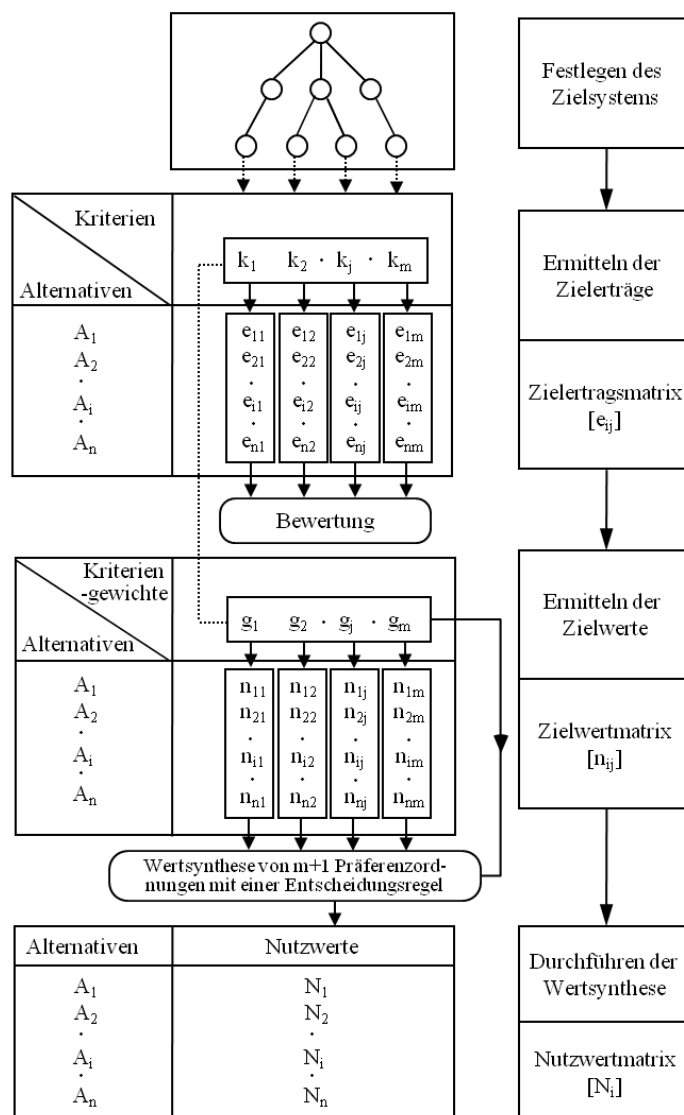 Festlegen des
Zielsystems
Kriterien
Alternativen
k1 k2 · kj · km
A1 e11 e12 e1j e1m
A2 e21 e22 e2j e2m
· · · · ·
Ai ei1 ei2 eij eim
· · · · ·
An en1 en2 enj enm
Bewertung
Ermitteln der
Zielerträge
Zielertragsmatrix
[eij]
Kriterien
-gewichte
Alternativen
g1 g2 · gj · gm
A1 n11 n12 n1j n1m
A2 n21 n22 n2j n2m
· · · · ·
Ai ni1 ni2 nij nim
· · · · ·
An nn1 nn2 nnj nnm
Wertsynthese von m+1 Präferenzord-
nungen mit einer Entscheidungsregel
Ermitteln der
Zielwerte
Zielwertmatrix
[nij]
Alternativen Nutzwerte
A1 N1
A2 N2
· ·
Ai Ni
· ·
An Nn
Durchführen der
Wertsynthese
Nutzwertmatrix
[Ni]